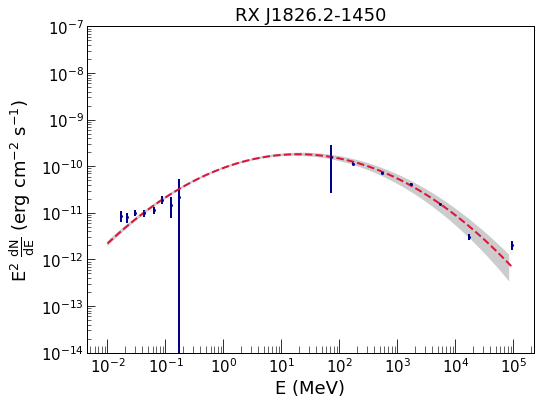 RX J1826.2-1450
E² dN/dE (erg cm⁻² s⁻¹)
10⁻⁷
10⁻⁸
10⁻⁹
10⁻¹⁰
10⁻¹¹
10⁻¹²
10⁻¹³
10⁻¹⁴
10⁻² 10⁻¹ 10⁰ 10¹ 10² 10³ 10⁴ 10⁵
E (MeV)